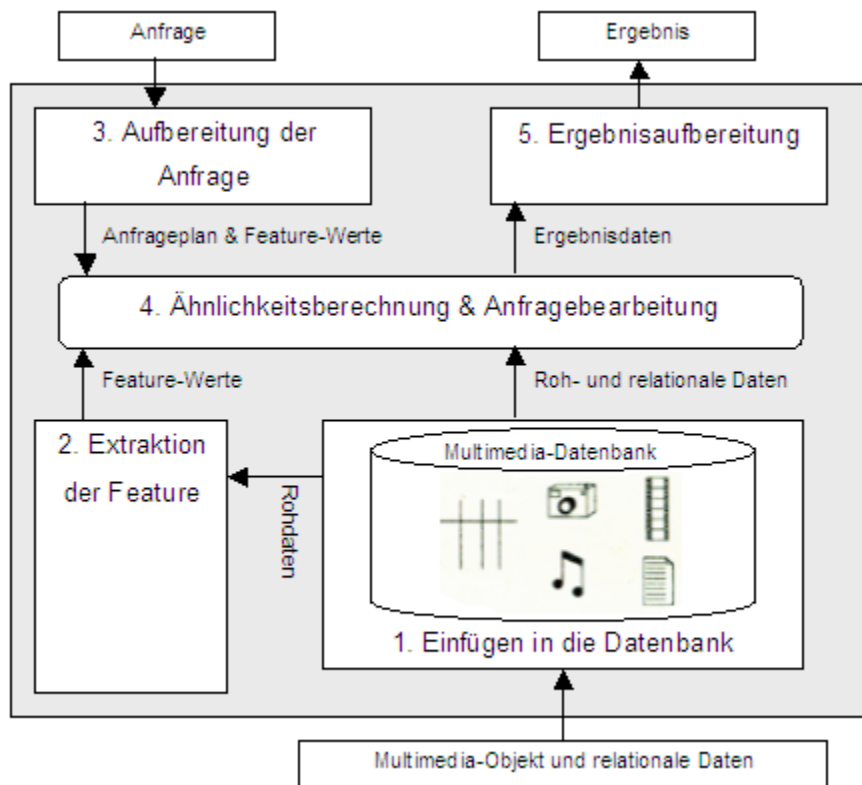 Anfrage
Ergebnis
3. Aufbereitung der
Anfrage
5. Ergebnisaufbereitung
Anfrageplan & Feature-Werte
Ergebnisdaten
4. Ähnlichkeitsberechnung & Anfragebearbeitung
Feature-Werte
Roh- und relationale Daten
2. Extraktion
der Feature
Rohdaten
Multimedia-Datenbank
1. Einfügen in die Datenbank
Multimedia-Objekt und relationale Daten